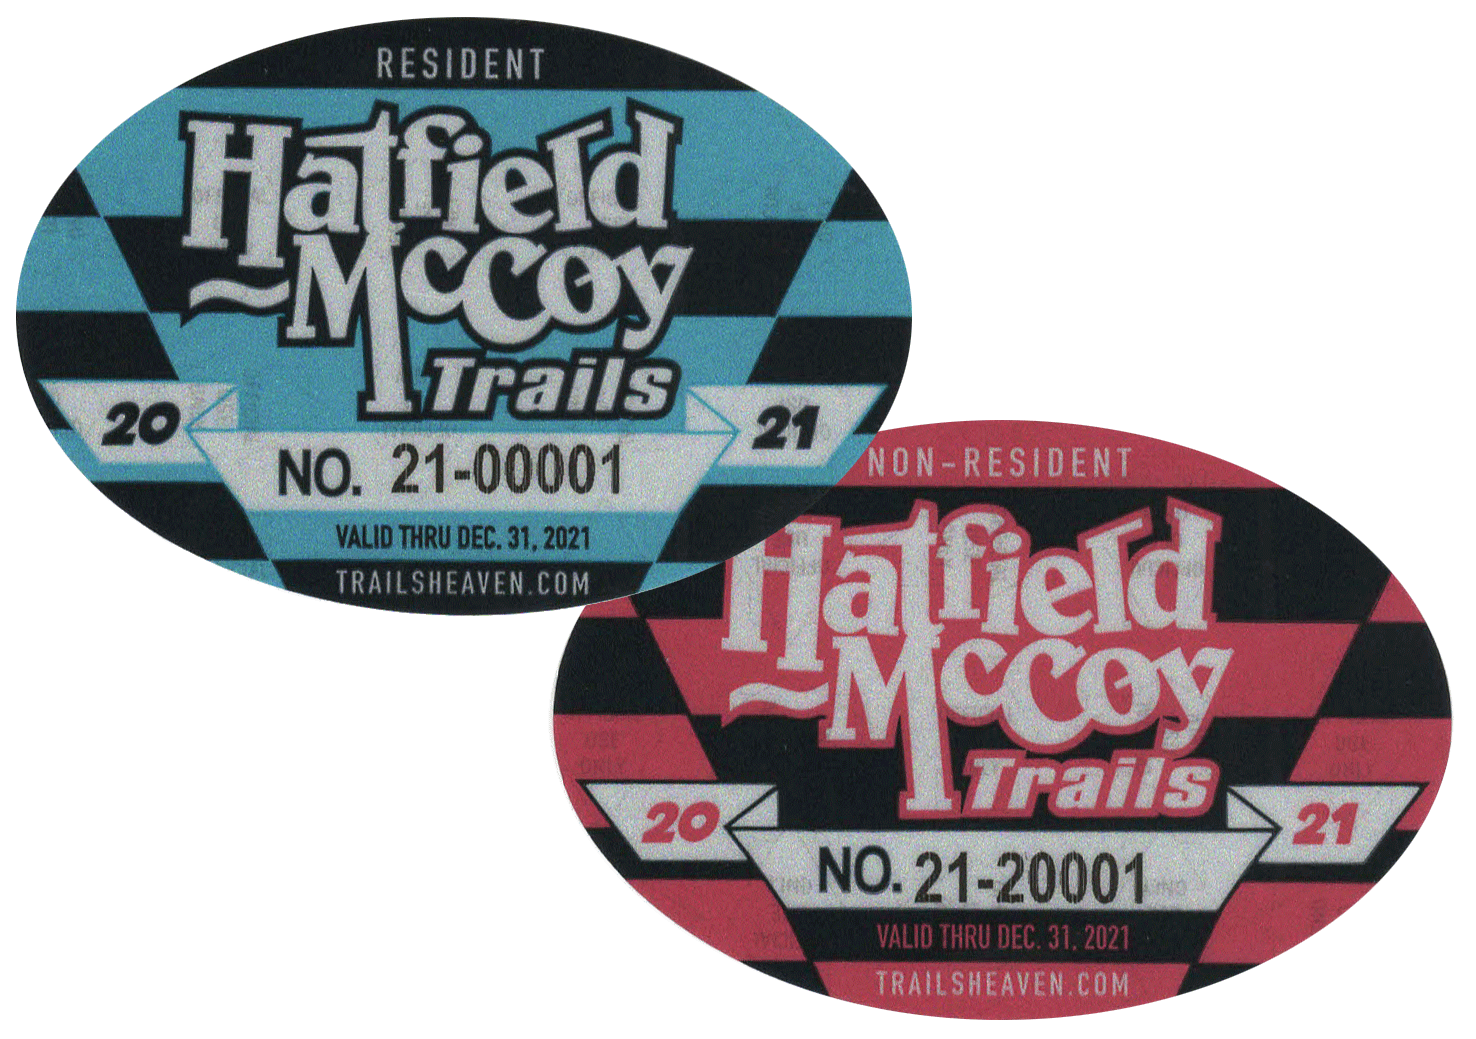 RESIDENT
Hatfield
McCoy
Trails
20
21
NO. 21-00001
VALID THRU DEC. 31, 2021
TRAILSHEAVEN.COM
NON-RESIDENT
Hatfield
McCoy
Trails
20
21
NO. 21-20001
VALID THRU DEC. 31, 2021
TRAILSHEAVEN.COM